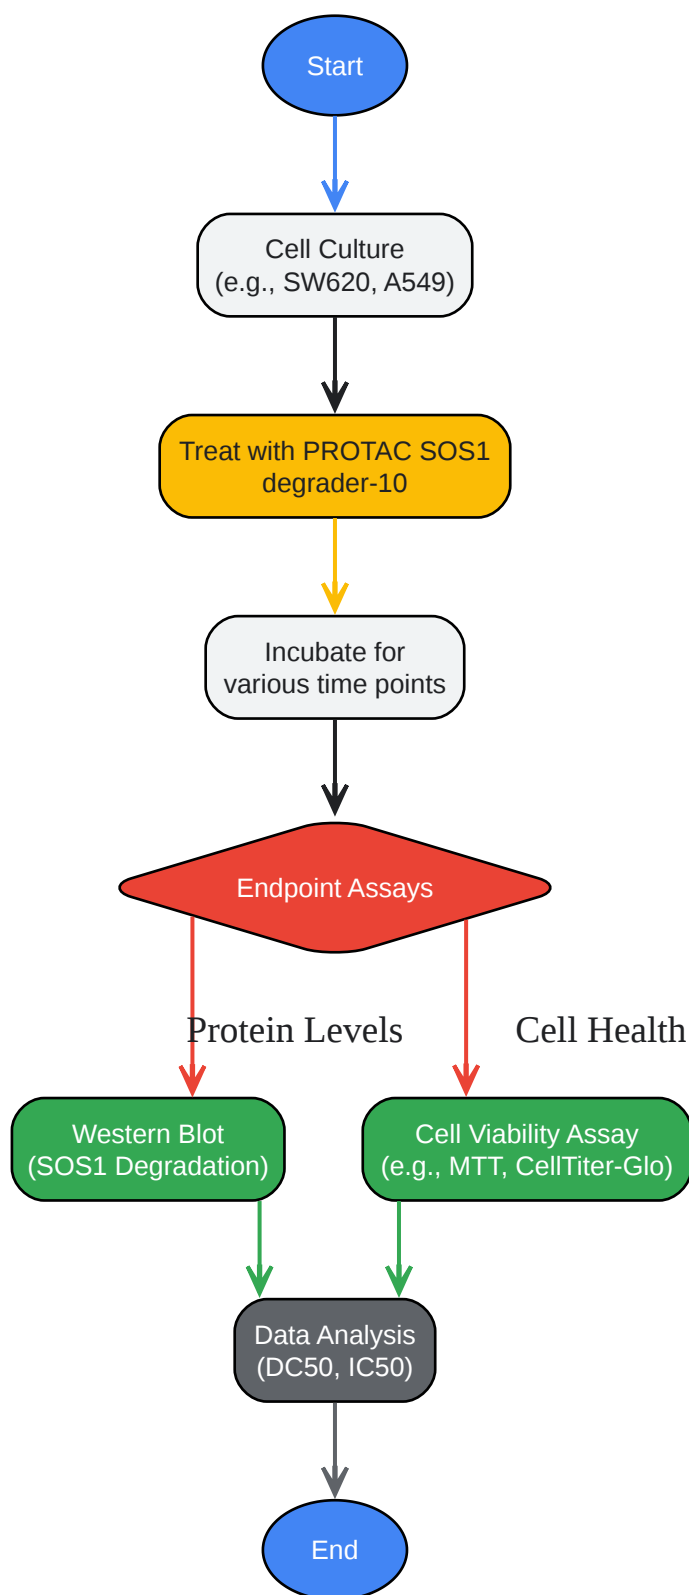 Start
Cell Culture
(e.g., SW620, A549)
Treat with PROTAC SOS1
degrader-10
Incubate for
various time points
Endpoint Assays
Protein Levels
Cell Health
Western Blot
(SOS1 Degradation)
Cell Viability Assay
(e.g., MTT, CellTiter-Glo)
Data Analysis
(DC50, IC50)
End